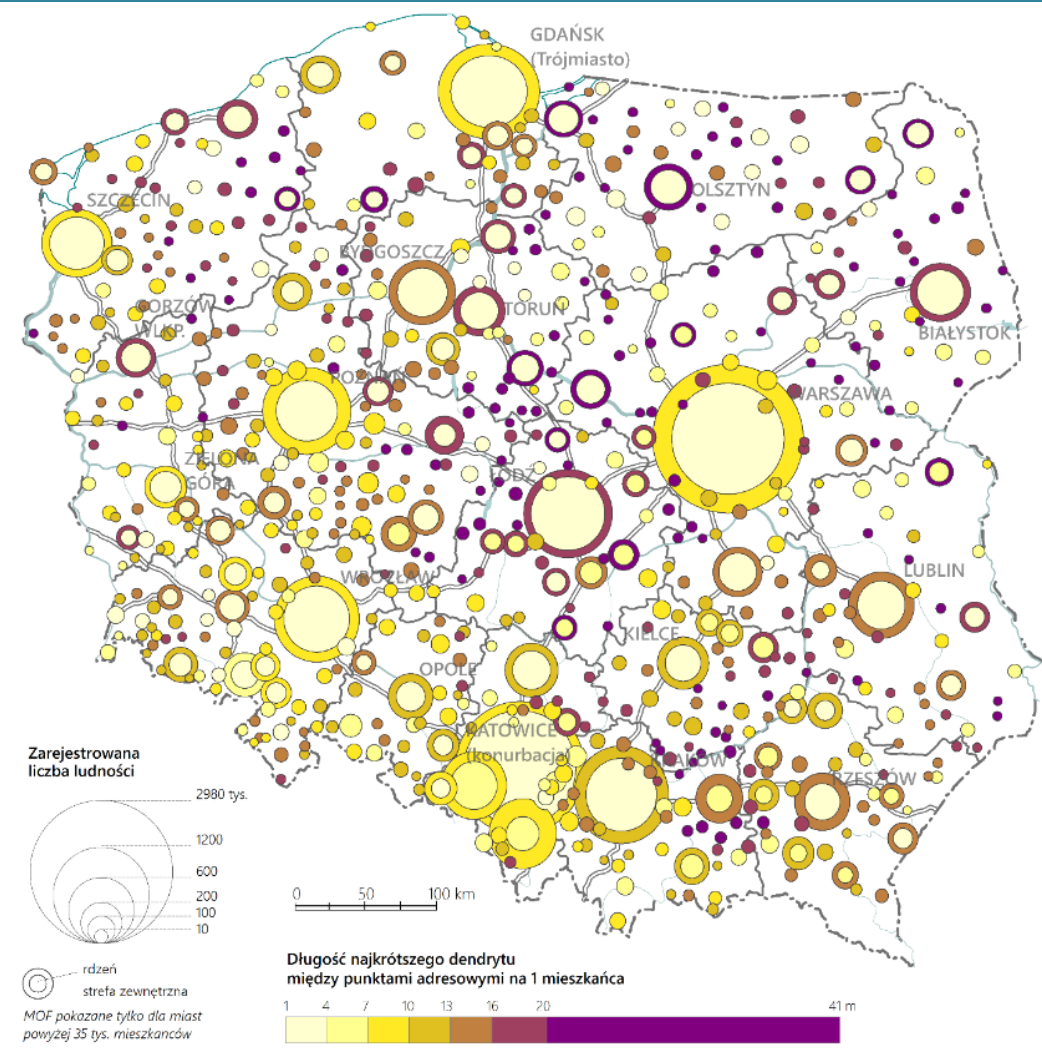 GDAŃSK
(Trójmiasto)
OLSZTYN
SZCZECIN
BYDGOSZCZ
GORZÓW
WLKP.
TORUŃ
BIAŁYSTOK
POZNAŃ
WARSZAWA
ZIELONA
GÓRA
ŁÓDŹ
WROCŁAW
LUBLIN
KIELCE
OPOLE
KATOWICE
(konurbacja)
KRAKÓW
RZESZÓW
Zarejestrowana
liczba ludności
2980 tys.
1200
600
200
100
10
rdzeń
strefa zewnętrzna
MOF pokazane tylko dla miast
powyżej 35 tys. mieszkańców
0 50 100 km
Długość najkrótszego dendrytu
między punktami adresowymi na 1 mieszkańca
1 4 7 10 13 16 20 41 m